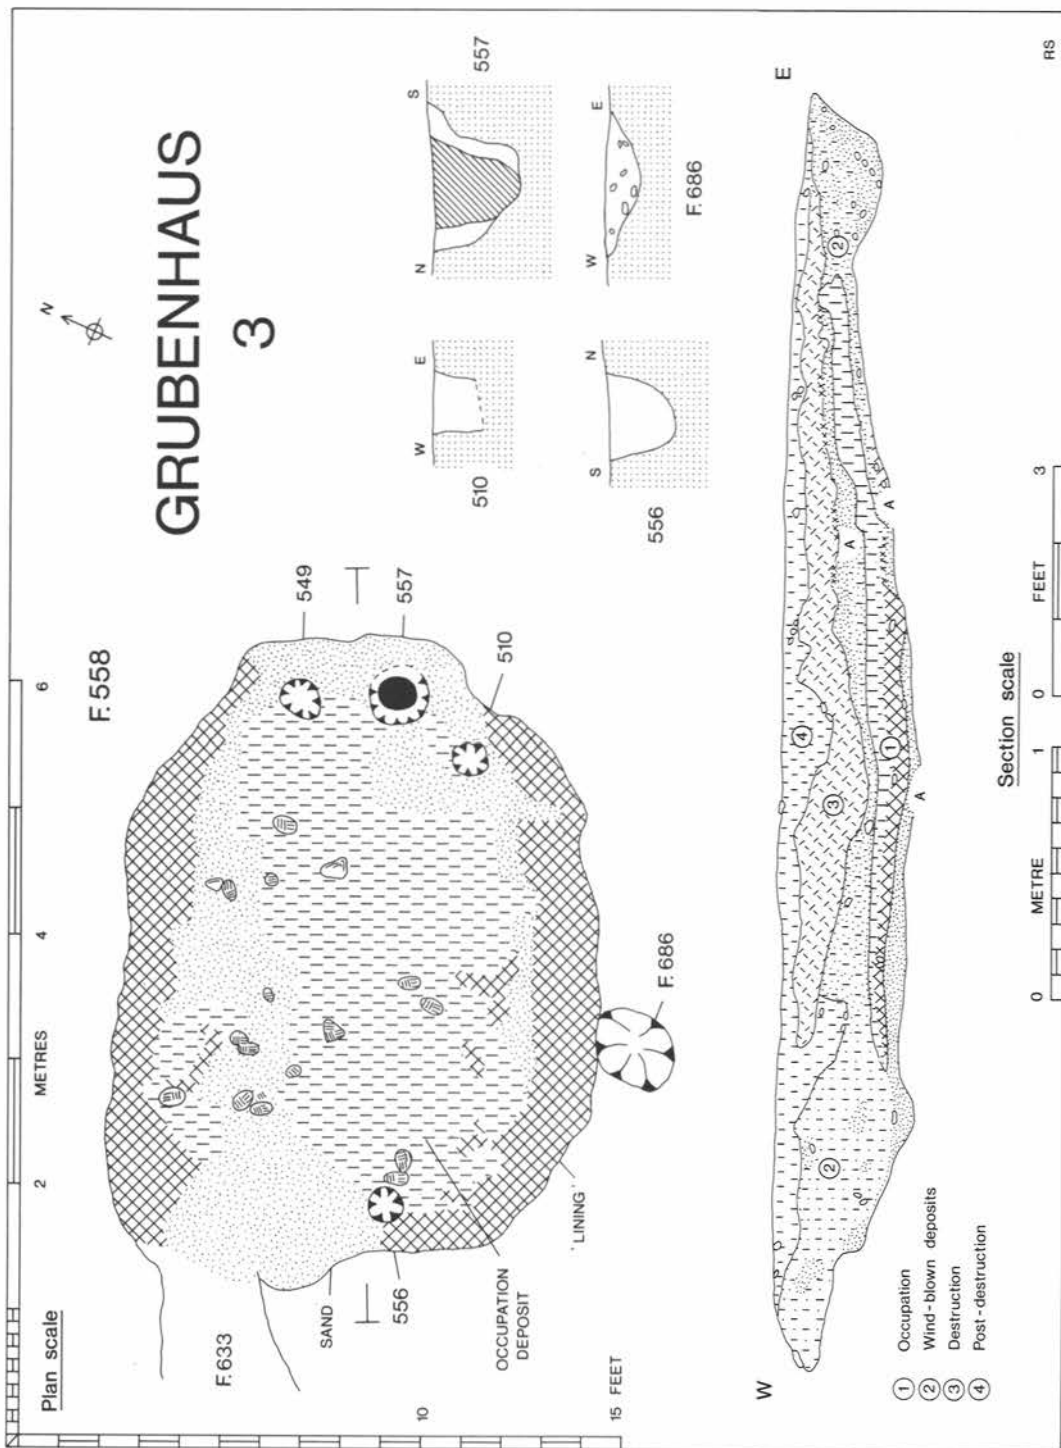 GRUBENHAUS
3
N
Plan scale
2
METRES
4
6
10
15 FEET
F. 558
F. 633
SAND
556
OCCUPATION
DEPOSIT
'LINING'
F. 686
549
557
510
W
E
510
N
S
557
S
N
556
W
E
F. 686
W
E
②
④
③
①
②
A
A
A
① Occupation
② Wind-blown deposits
③ Destruction
④ Post-destruction
0
METRE
1
0
FEET
3
Section scale
RS